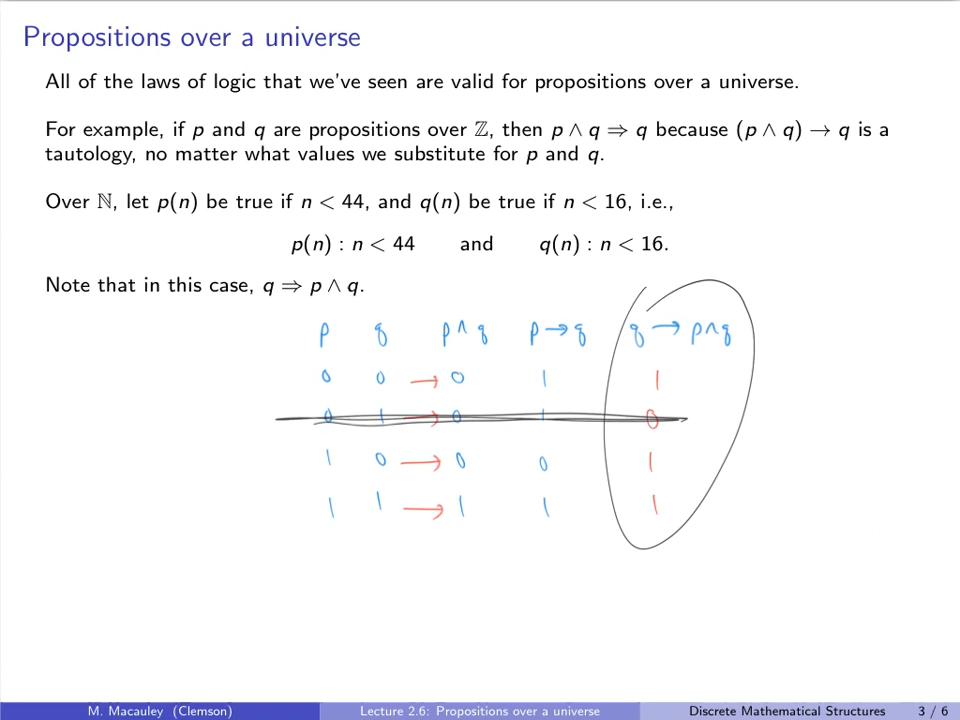 Propositions over a universe
All of the laws of logic that we've seen are valid for propositions over a universe.
For example, if p and q are propositions over ℤ, then p ∧ q ⇒ q because (p ∧ q) → q is a
tautology, no matter what values we substitute for p and q.
Over ℕ, let p(n) be true if n < 44, and q(n) be true if n < 16, i.e.,
p(n) : n < 44 and q(n) : n < 16.
Note that in this case, q ⇒ p ∧ q.
p q p ∧ q p → q q → p ∧ q
0 0 → 0 1 1
0 1 → 0 1 0
1 0 → 0 0 1
1 1 → 1 1 1
M. Macauley (Clemson) Lecture 2.6: Propositions over a universe Discrete Mathematical Structures 3 / 6